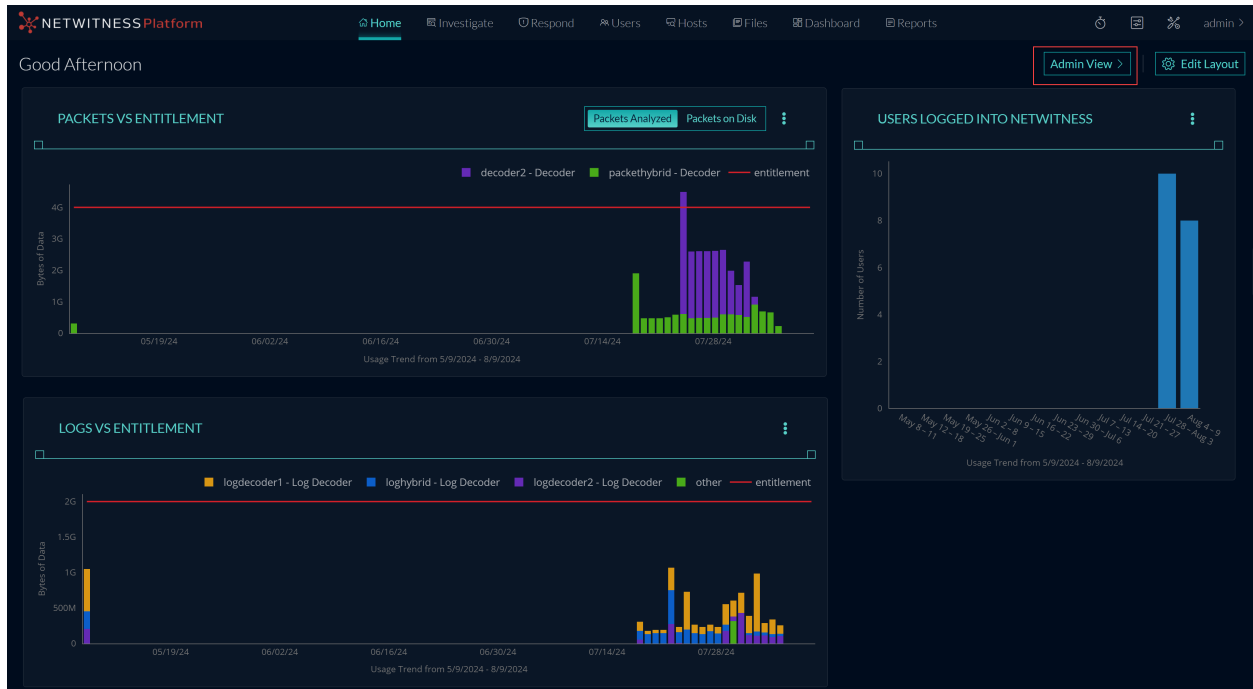 NETWITNESS Platform
Home Investigate Respond Users Hosts Files Dashboard Reports admin >
Good Afternoon
Admin View >
Edit Layout
PACKETS VS ENTITLEMENT
Packets Analyzed Packets on Disk
decoder2 - Decoder packethybrid - Decoder entitlement
4G
3G
2G
1G
0
Bytes of Data
05/19/24 06/02/24 06/16/24 06/30/24 07/14/24 07/28/24
Usage Trend from 5/9/2024 - 8/9/2024
USERS LOGGED INTO NETWITNESS
10
8
6
4
2
0
Number of Users
May 8 - 11
May 12 - 18
May 19 - 25
May 26 - Jun 1
Jun 2 - 8
Jun 9 - 15
Jun 16 - 22
Jun 23 - 29
Jun 30 - Jul 6
Jul 7 - 13
Jul 14 - 20
Jul 21 - 27
Jul 28 - Aug 3
Aug 4 - 9
Usage Trend from 5/9/2024 - 8/9/2024
LOGS VS ENTITLEMENT
logdecoder1 - Log Decoder loghybrid - Log Decoder logdecoder2 - Log Decoder other entitlement
2G
1.5G
1G
500M
0
Bytes of Data
05/19/24 06/02/24 06/16/24 06/30/24 07/14/24 07/28/24
Usage Trend from 5/9/2024 - 8/9/2024